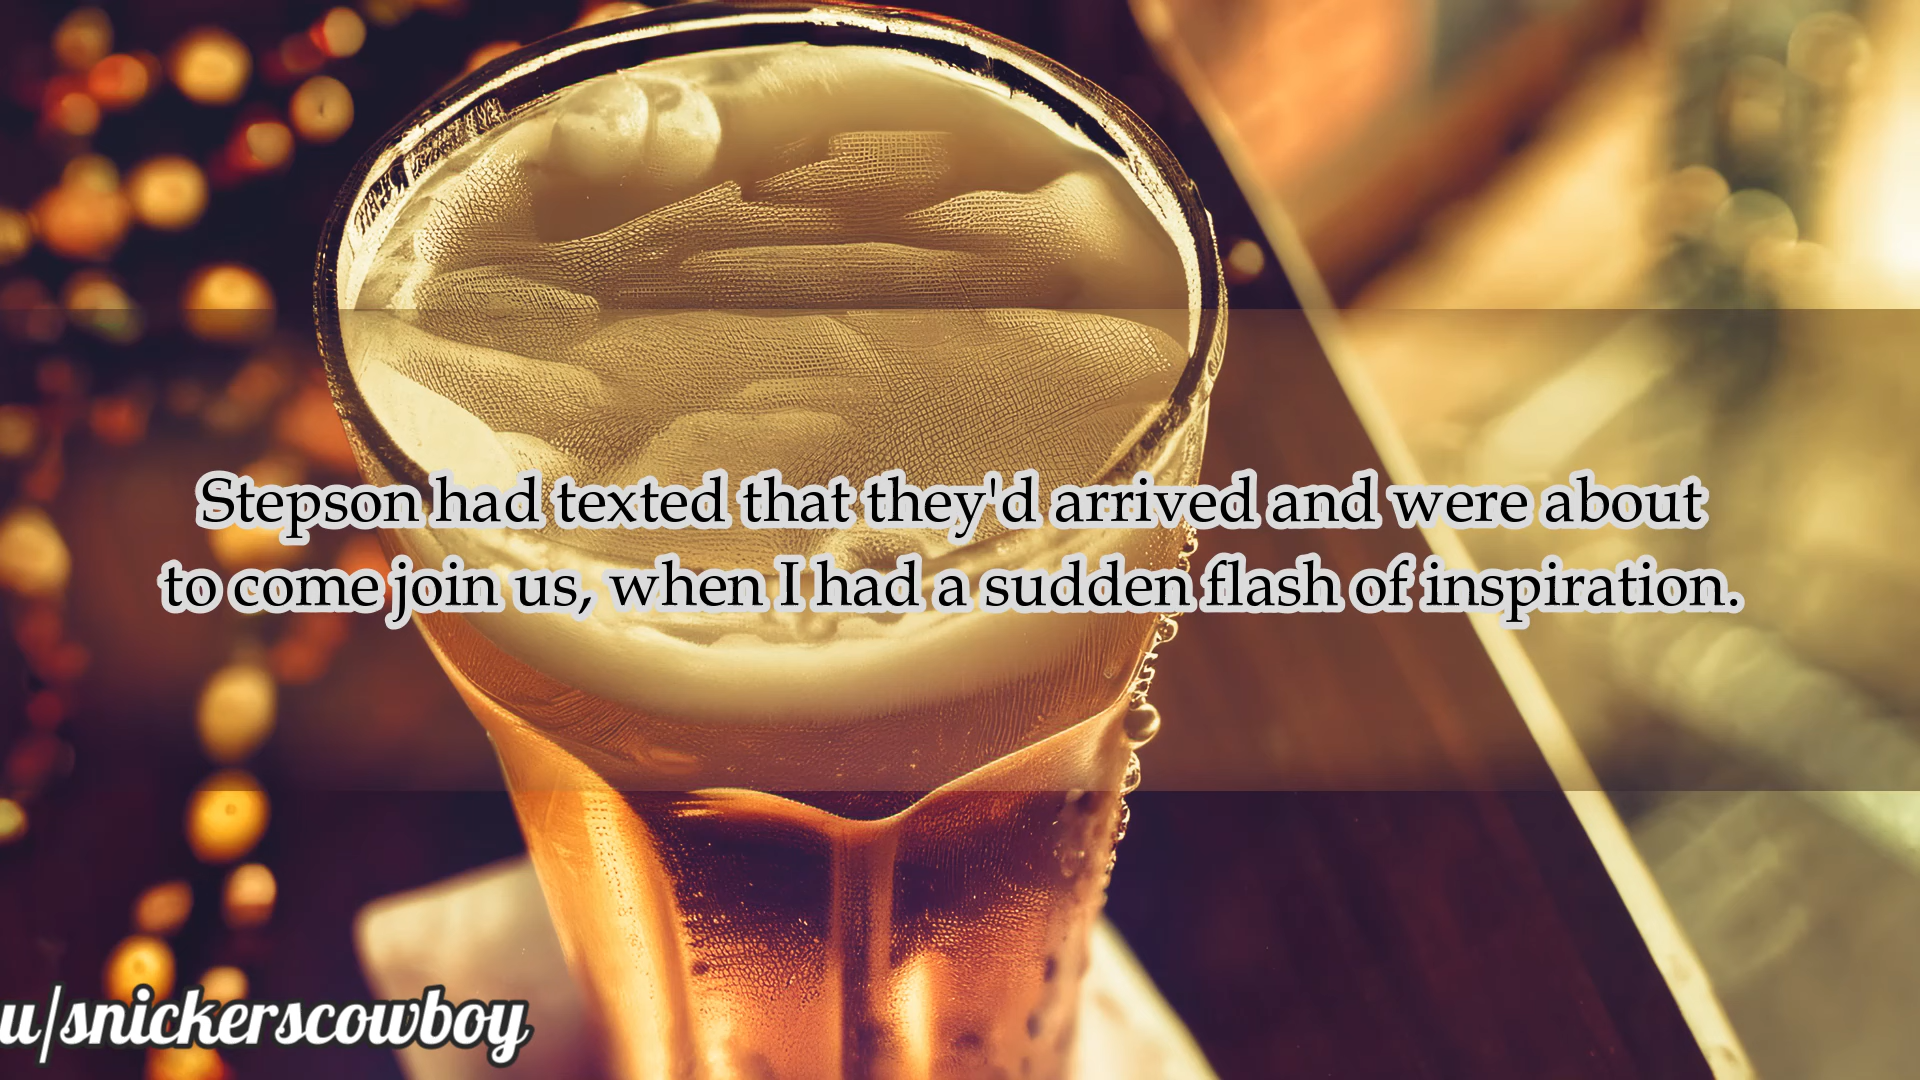 Stepson had texted that they'd arrived and were about
to come join us, when I had a sudden flash of inspiration.
u/snickerscowboy